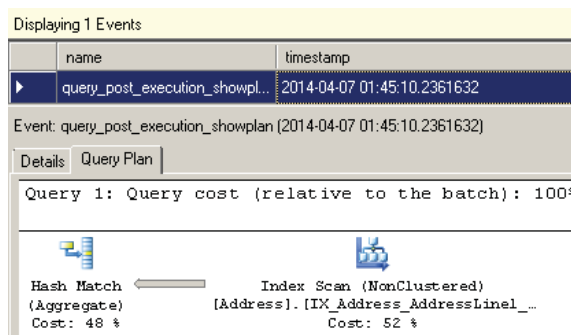 Displaying 1 Events
name timestamp
query_post_execution_showpl... 2014-04-07 01:45:10.2361632
Event: query_post_execution_showplan (2014-04-07 01:45:10.2361632)
Details Query Plan
Query 1: Query cost (relative to the batch): 100%
Hash Match Index Scan (NonClustered)
(Aggregate) [Address].[IX_Address_AddressLine1_…
Cost: 48 % Cost: 52 %